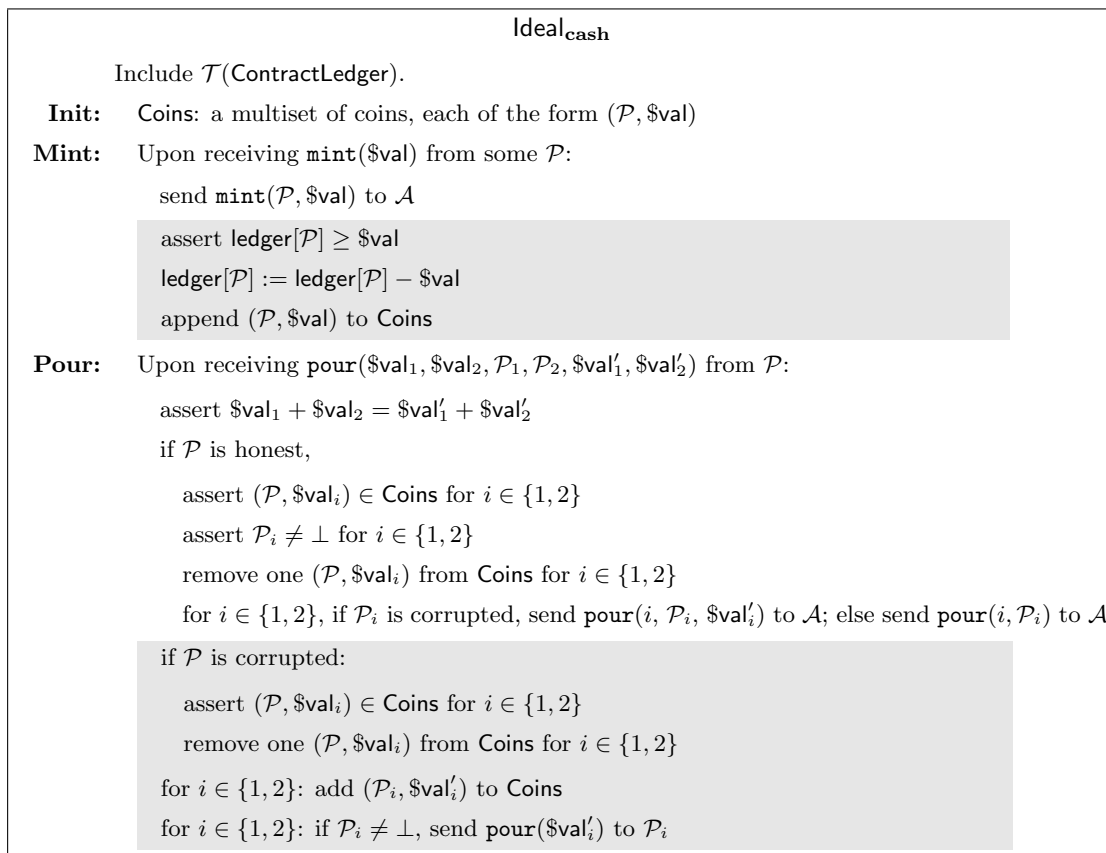 Ideal_cash
Include 𝒯(ContractLedger).
Init: Coins: a multiset of coins, each of the form (𝒫, $val)
Mint: Upon receiving mint($val) from some 𝒫:
send mint(𝒫, $val) to 𝒜
assert ledger[𝒫] ≥ $val
ledger[𝒫] := ledger[𝒫] − $val
append (𝒫, $val) to Coins
Pour: Upon receiving pour($val₁, $val₂, 𝒫₁, 𝒫₂, $val′₁, $val′₂) from 𝒫:
assert $val₁ + $val₂ = $val′₁ + $val′₂
if 𝒫 is honest,
assert (𝒫, $valᵢ) ∈ Coins for i ∈ {1, 2}
assert 𝒫ᵢ ≠ ⊥ for i ∈ {1, 2}
remove one (𝒫, $valᵢ) from Coins for i ∈ {1, 2}
for i ∈ {1, 2}, if 𝒫ᵢ is corrupted, send pour(i, 𝒫ᵢ, $val′ᵢ) to 𝒜; else send pour(i, 𝒫ᵢ) to 𝒜
if 𝒫 is corrupted:
assert (𝒫, $valᵢ) ∈ Coins for i ∈ {1, 2}
remove one (𝒫, $valᵢ) from Coins for i ∈ {1, 2}
for i ∈ {1, 2}: add (𝒫ᵢ, $val′ᵢ) to Coins
for i ∈ {1, 2}: if 𝒫ᵢ ≠ ⊥, send pour($val′ᵢ) to 𝒫ᵢ